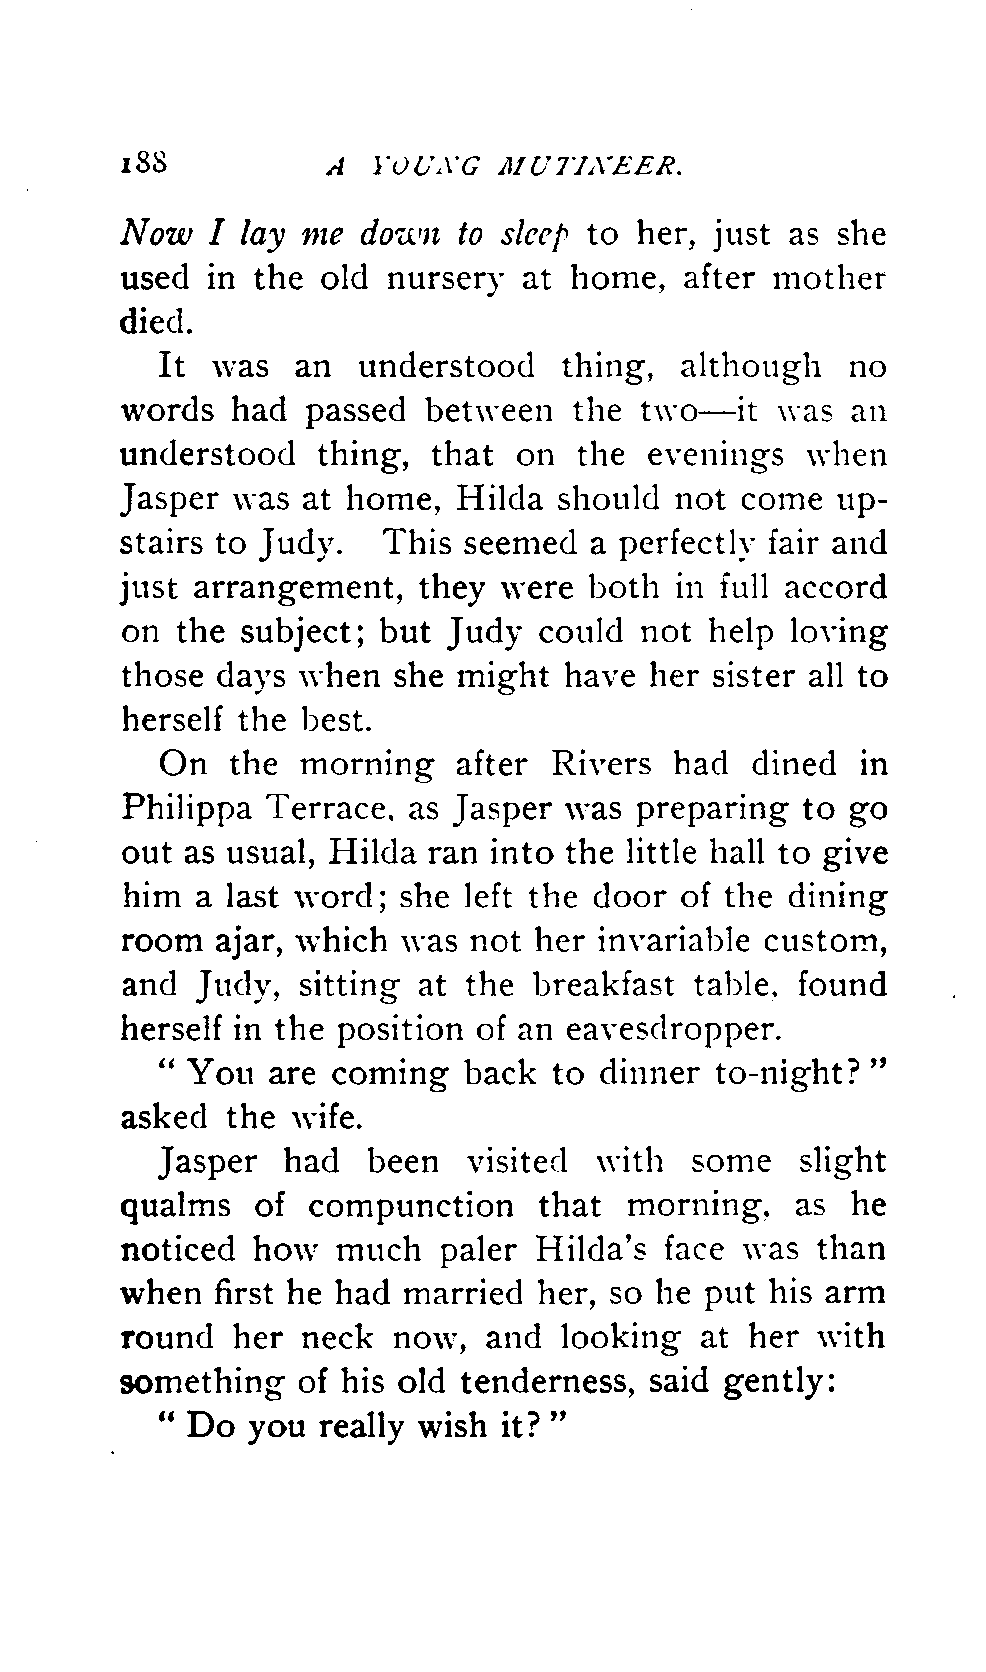 188 A YOUNG MUTINEER.
Now I lay me down to sleep to her, just as she
used in the old nursery at home, after mother
died.
It was an understood thing, although no
words had passed between the two—it was an
understood thing, that on the evenings when
Jasper was at home, Hilda should not come up-
stairs to Judy. This seemed a perfectly fair and
just arrangement, they were both in full accord
on the subject; but Judy could not help loving
those days when she might have her sister all to
herself the best.
On the morning after Rivers had dined in
Philippa Terrace, as Jasper was preparing to go
out as usual, Hilda ran into the little hall to give
him a last word; she left the door of the dining
room ajar, which was not her invariable custom,
and Judy, sitting at the breakfast table, found
herself in the position of an eavesdropper.
“ You are coming back to dinner to-night? ”
asked the wife.
Jasper had been visited with some slight
qualms of compunction that morning, as he
noticed how much paler Hilda’s face was than
when first he had married her, so he put his arm
round her neck now, and looking at her with
something of his old tenderness, said gently:
“ Do you really wish it? ”